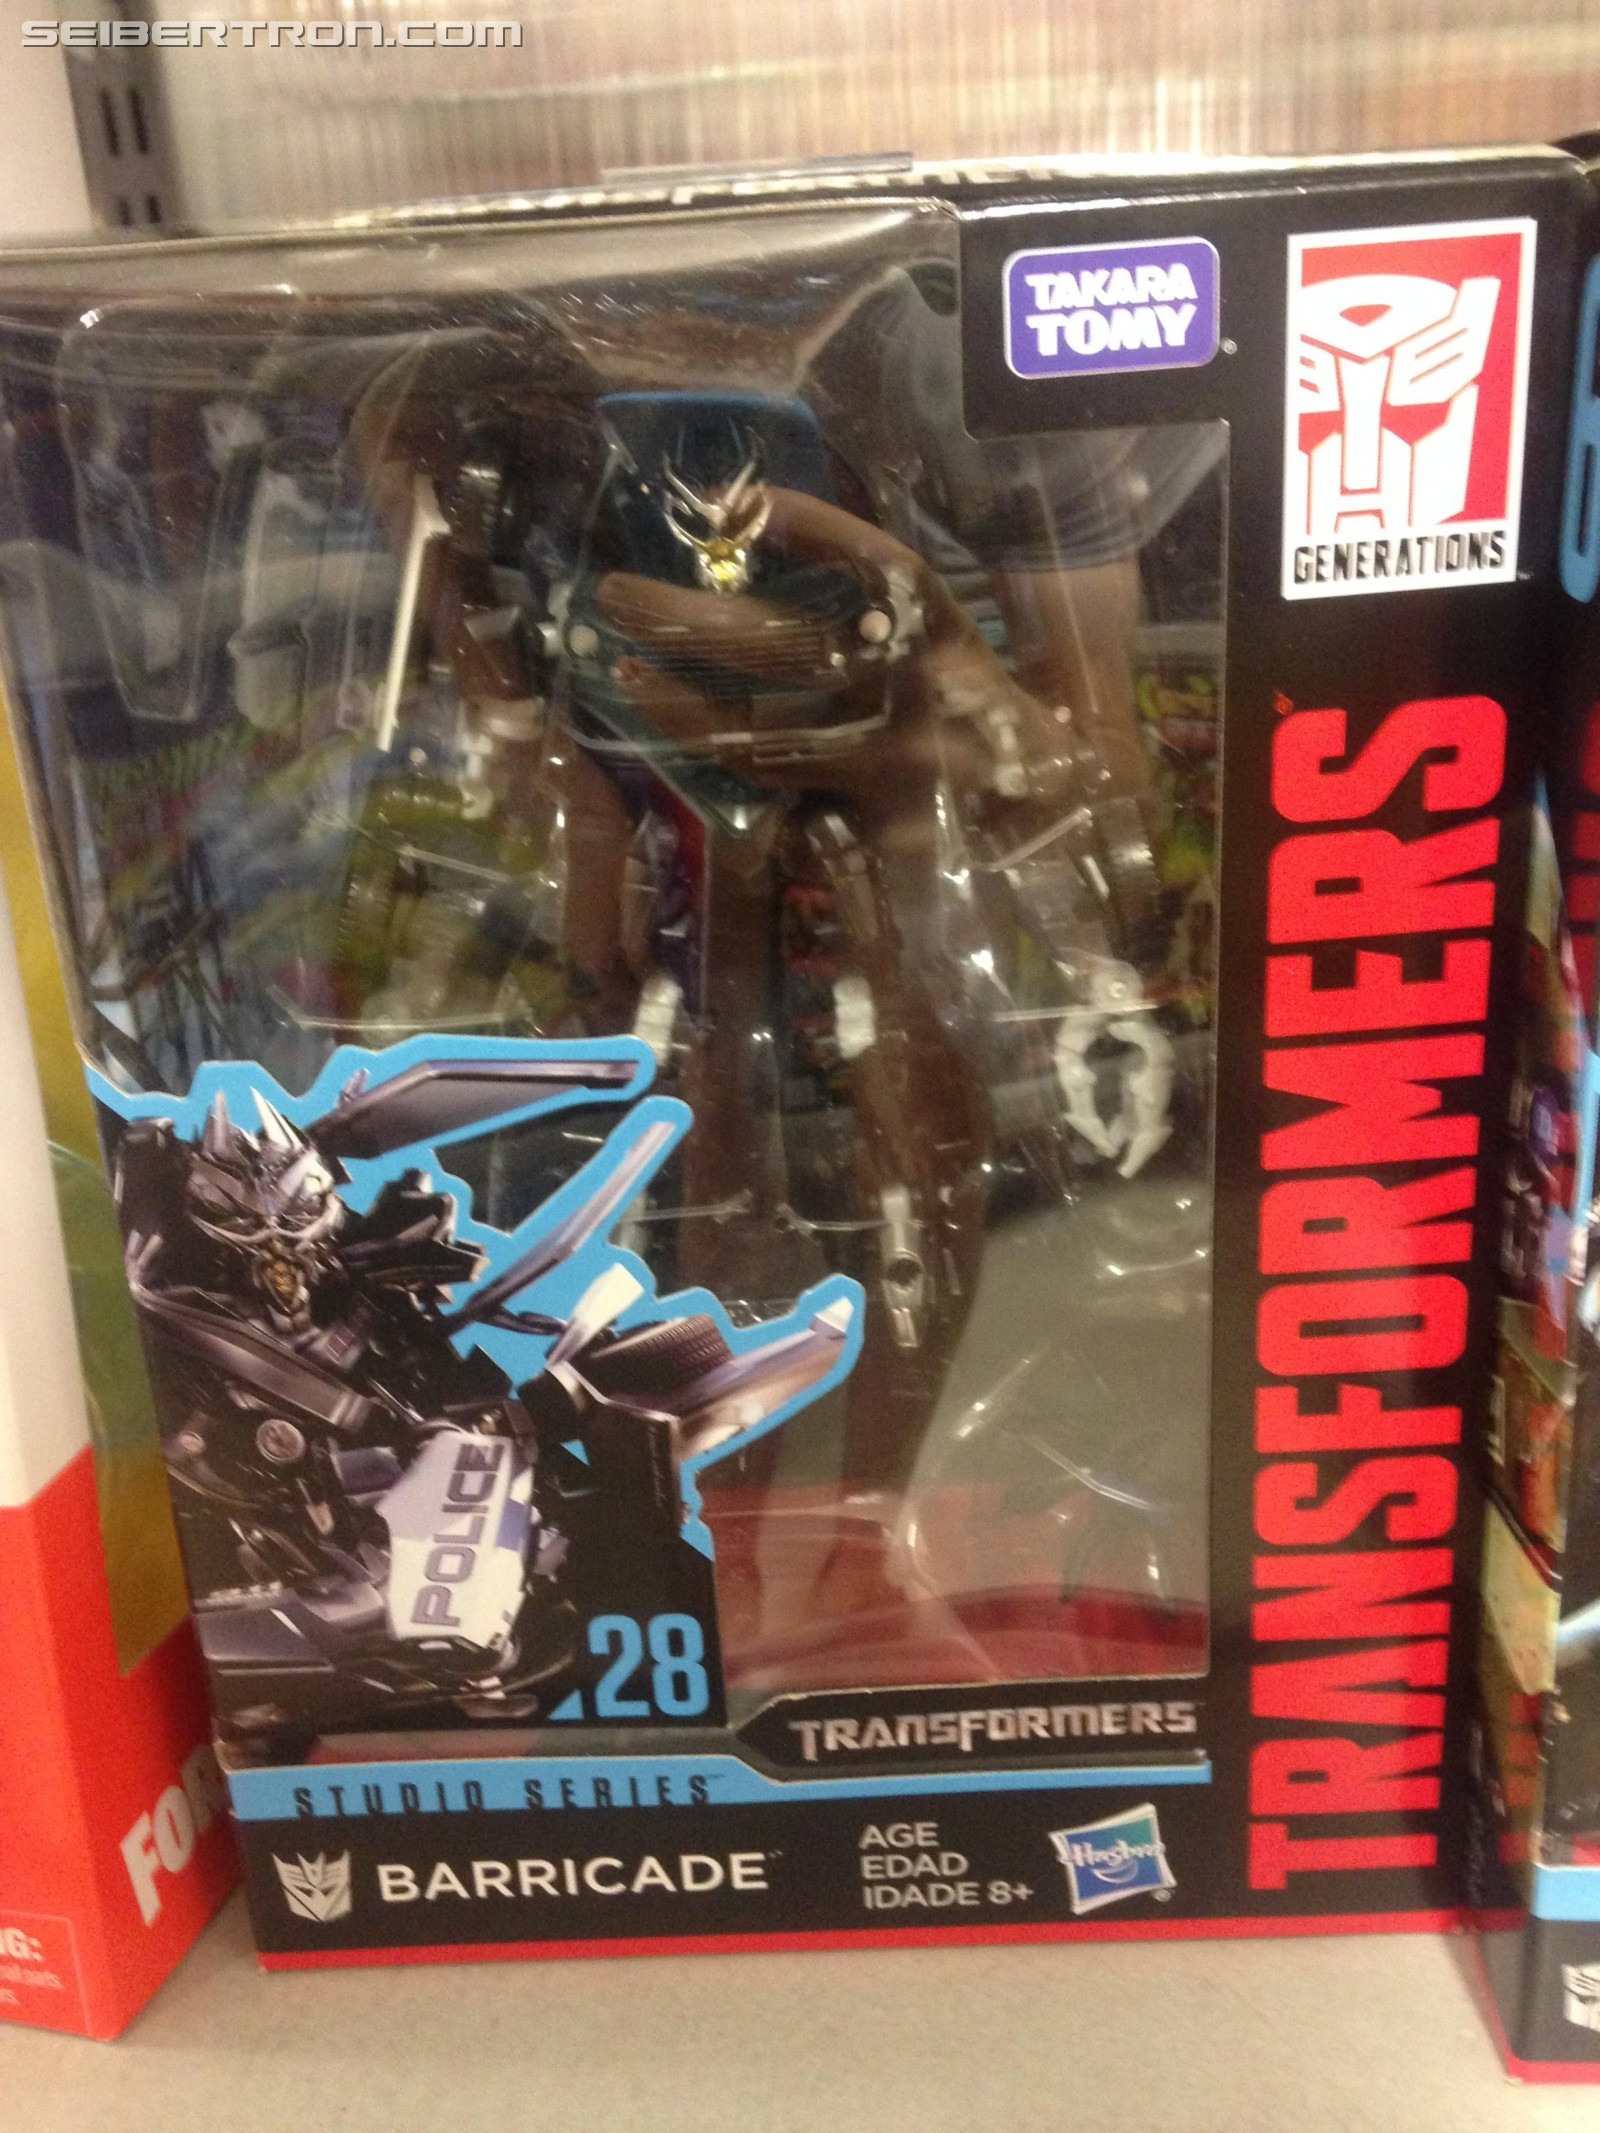 SEIBERTRON.com
TAKARA
TOMY
GENERATIONS
TRANSFORMERS
POLICE
28
TRANSFORMERS
STUDIO SERIES
BARRICADE
AGE
EDAD
IDADE 8+
Hasbro